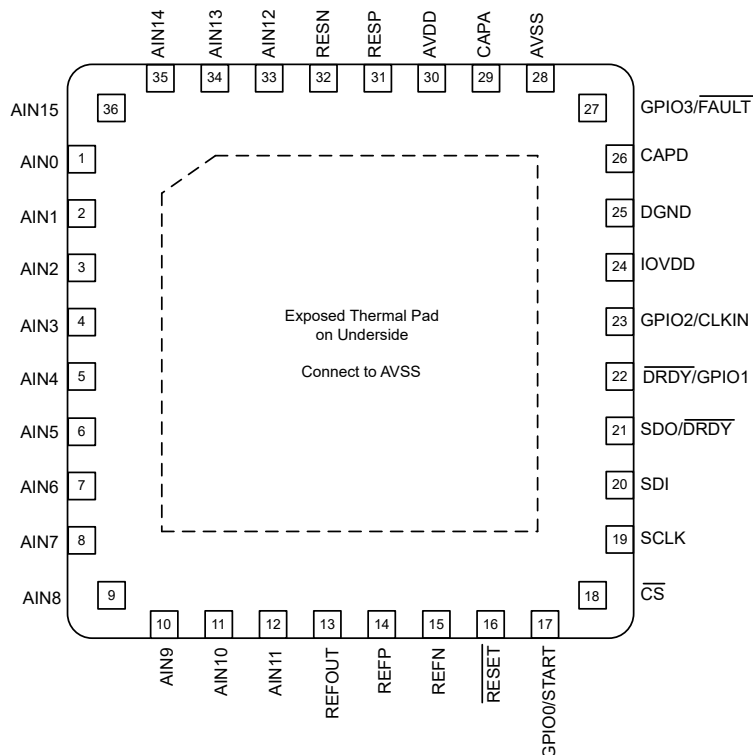 AIN14
AIN13
AIN12
RESN
RESP
AVDD
CAPA
AVSS
35
34
33
32
31
30
29
28
AIN15
36
27
GPIO3/FAULT
AIN0
1
26
CAPD
AIN1
2
25
DGND
AIN2
3
24
IOVDD
AIN3
4
23
GPIO2/CLKIN
AIN4
5
22
DRDY/GPIO1
AIN5
6
21
SDO/DRDY
AIN6
7
20
SDI
AIN7
8
19
SCLK
AIN8
9
18
CS
Exposed Thermal Pad
on Underside
Connect to AVSS
10
11
12
13
14
15
16
17
AIN9
AIN10
AIN11
REFOUT
REFP
REFN
RESET
GPIO0/START